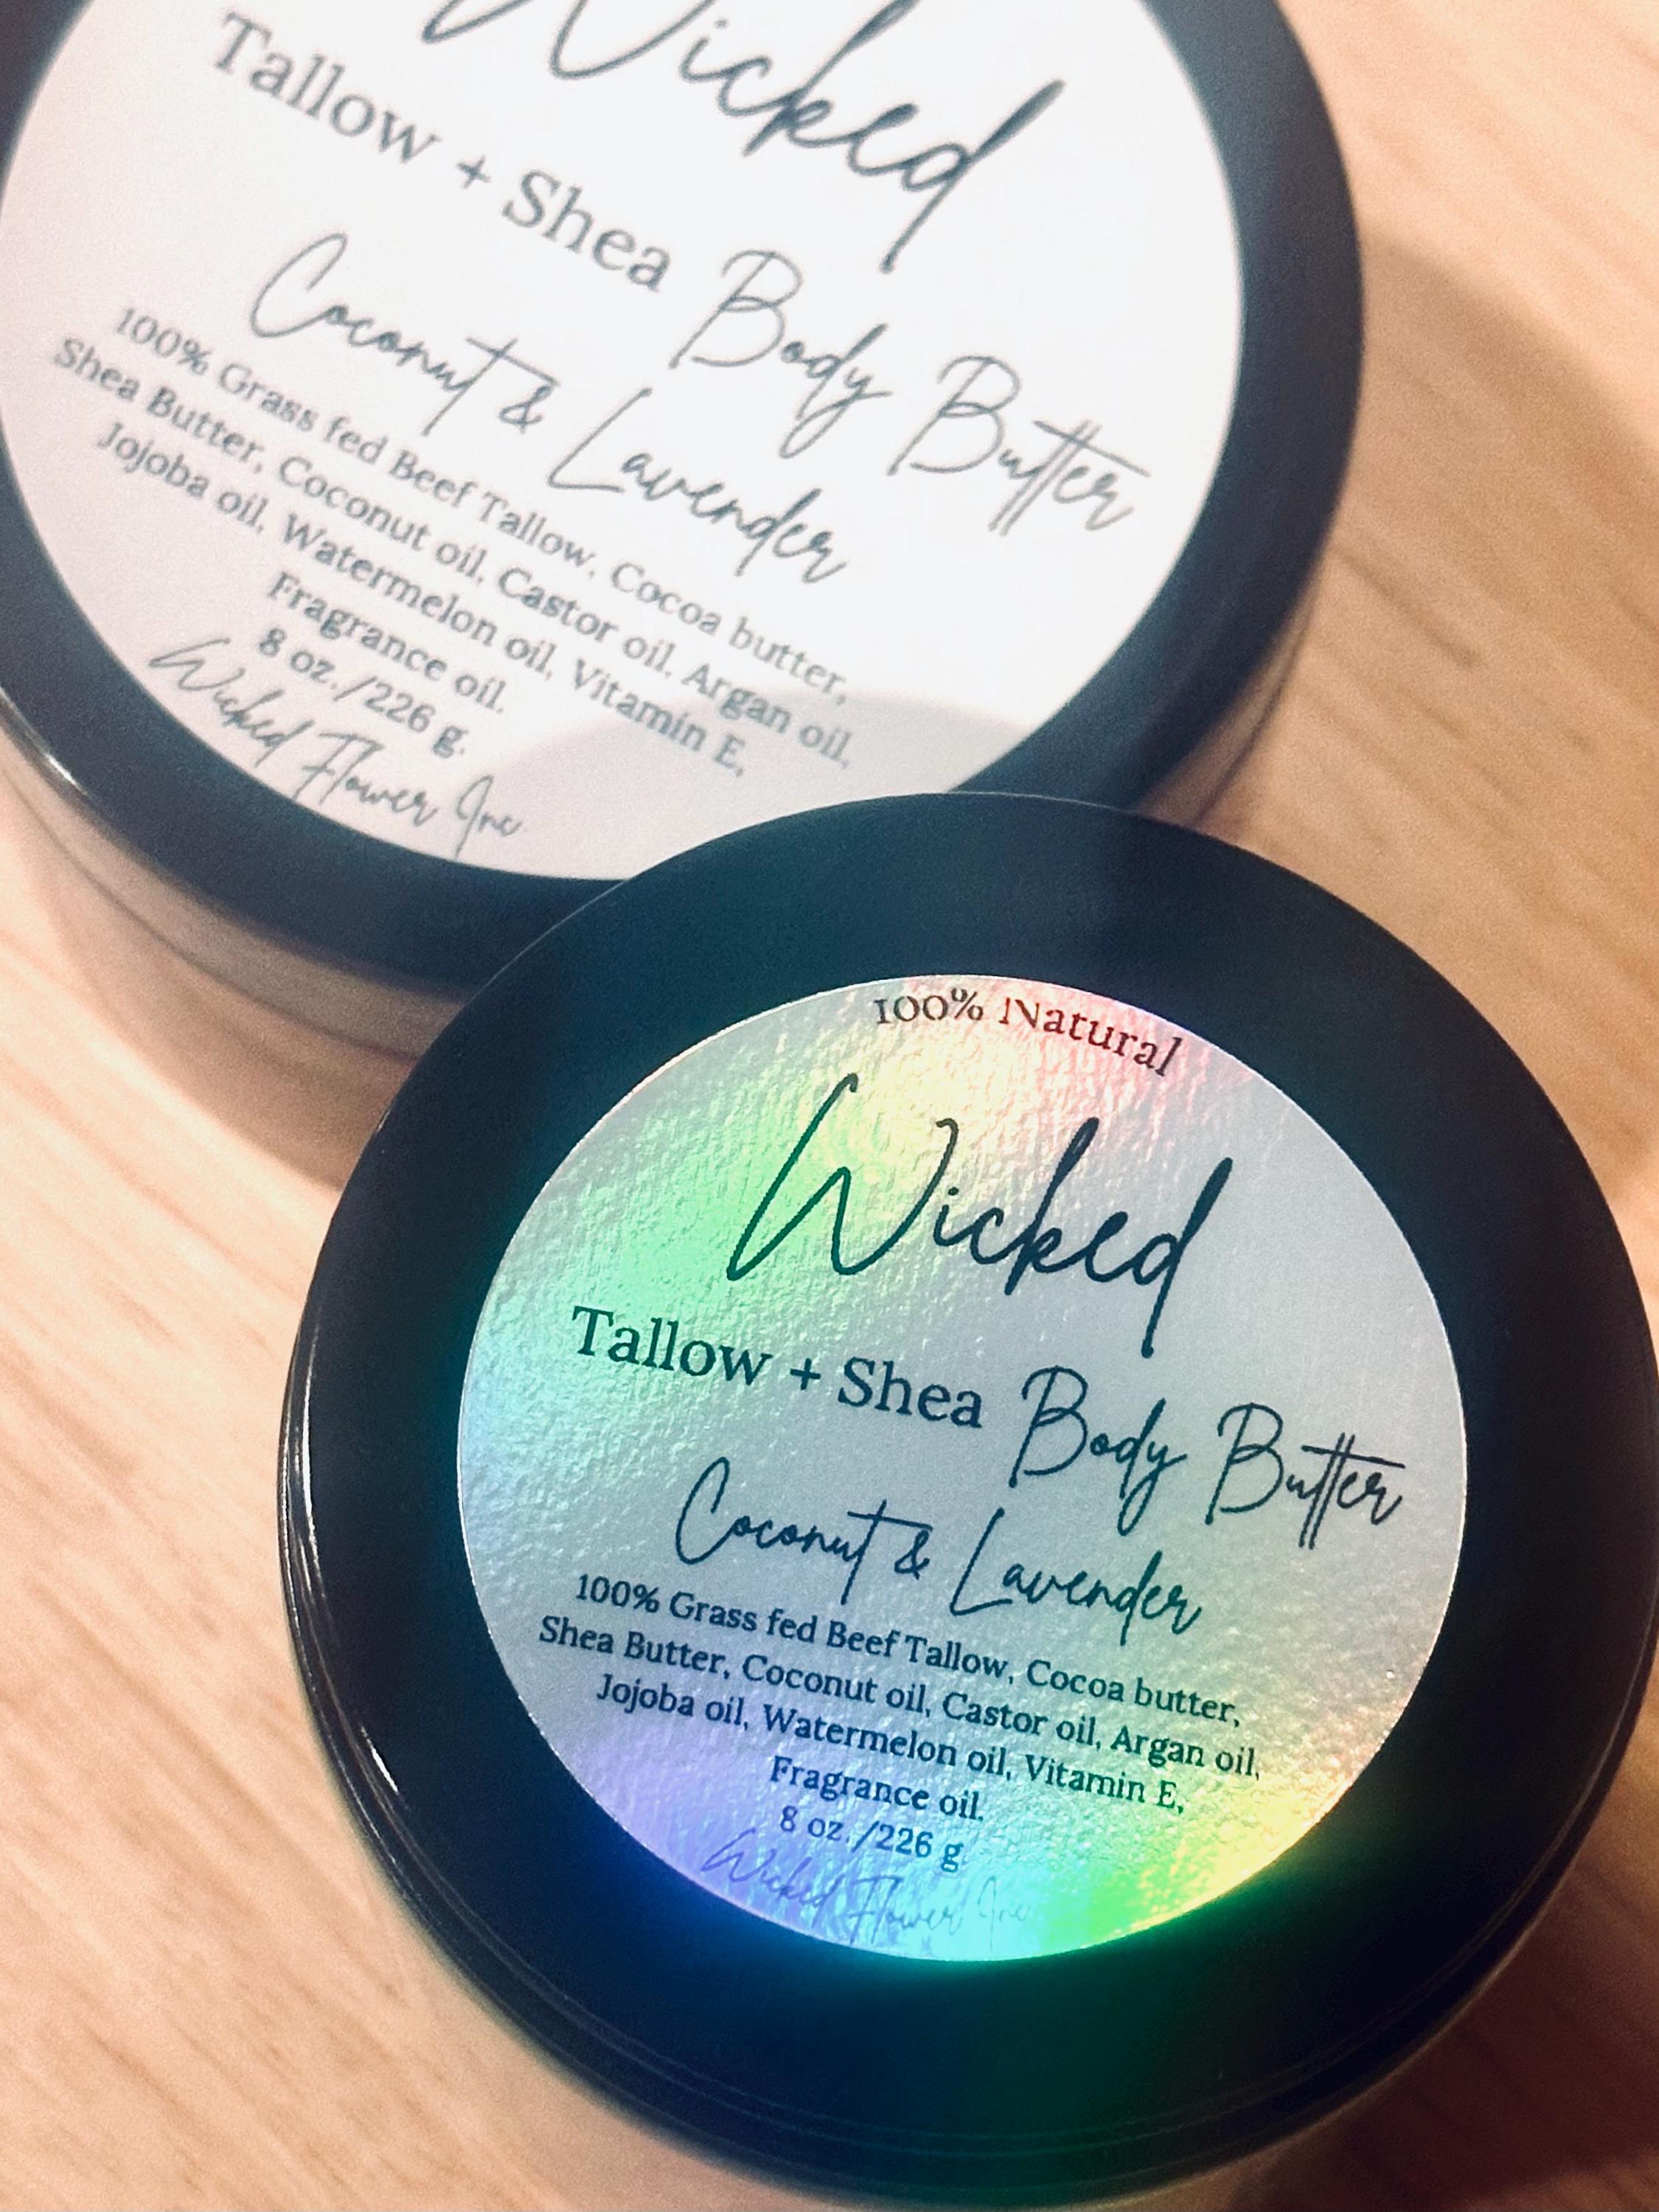 Wicked
Tallow + Shea Body Butter
Coconut & Lavender
100% Grass fed Beef Tallow, Cocoa butter,
Shea Butter, Coconut oil, Castor oil, Argan oil,
Jojoba oil, Watermelon oil, Vitamin E,
Fragrance oil.
8 oz./226 g.
Wicked Flower Inc
100% Natural
Wicked
Tallow + Shea Body Butter
Coconut & Lavender
100% Grass fed Beef Tallow, Cocoa butter,
Shea Butter, Coconut oil, Castor oil, Argan oil,
Jojoba oil, Watermelon oil, Vitamin E,
Fragrance oil.
8 oz./226 g.
Wicked Flower Inc